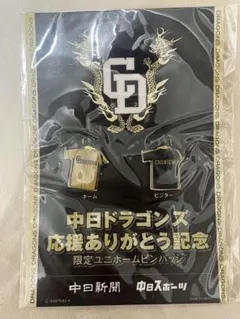 CD
DRAGONS
CHUNICHI
ホーム
ビジター
中日ドラゴンズ
応援ありがとう記念
限定ユニホームピンバッジ
中日新聞 中日スポーツ